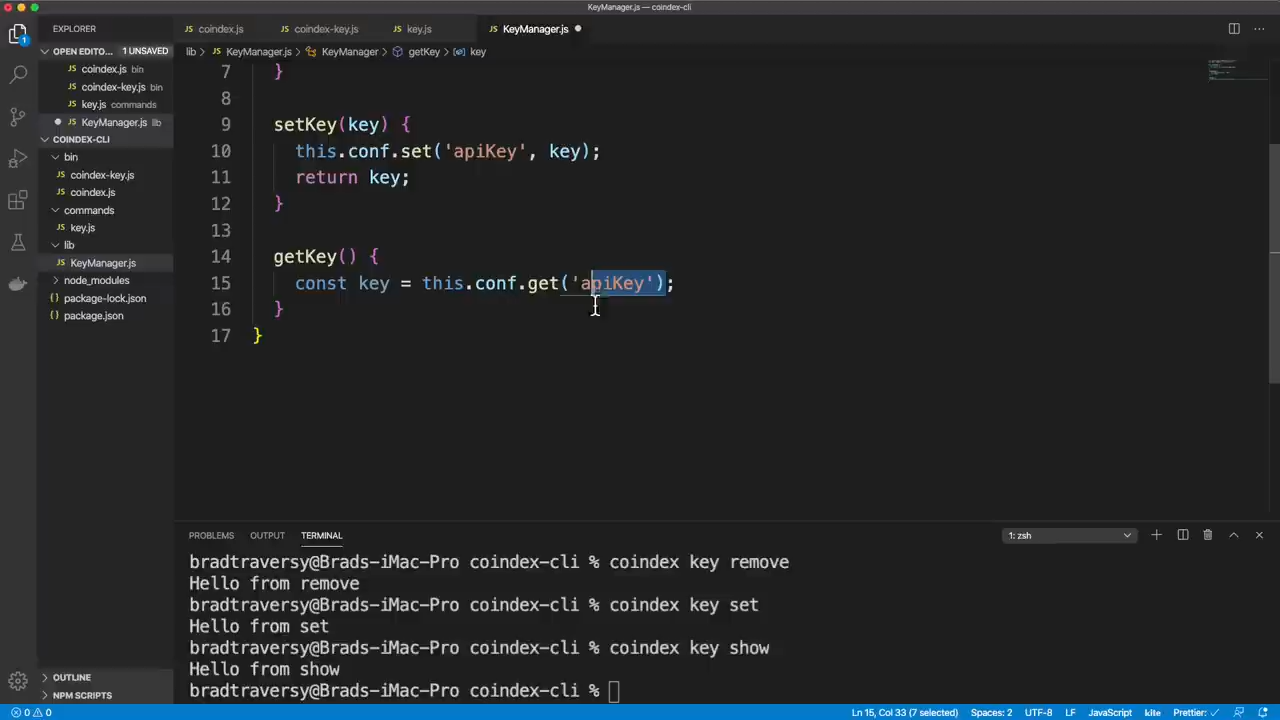 KeyManager.js — coindex-cli
EXPLORER
coindex.js
coindex-key.js
key.js
KeyManager.js
OPEN EDITO... 1 UNSAVED
coindex.js bin
coindex-key.js bin
key.js commands
KeyManager.js lib
COINDEX-CLI
bin
coindex-key.js
coindex.js
commands
key.js
lib
KeyManager.js
node_modules
package-lock.json
package.json
OUTLINE
NPM SCRIPTS
lib > KeyManager.js > KeyManager > getKey > key
7 }
8
9 setKey(key) {
10 this.conf.set('apiKey', key);
11 return key;
12 }
13
14 getKey() {
15 const key = this.conf.get('apiKey');
16 }
17 }
PROBLEMS OUTPUT TERMINAL
1: zsh
bradtraversy@Brads-iMac-Pro coindex-cli % coindex key remove
Hello from remove
bradtraversy@Brads-iMac-Pro coindex-cli % coindex key set
Hello from set
bradtraversy@Brads-iMac-Pro coindex-cli % coindex key show
Hello from show
bradtraversy@Brads-iMac-Pro coindex-cli %
0 0
Ln 15, Col 33 (7 selected) Spaces: 2 UTF-8 LF JavaScript kite Prettier: ✓